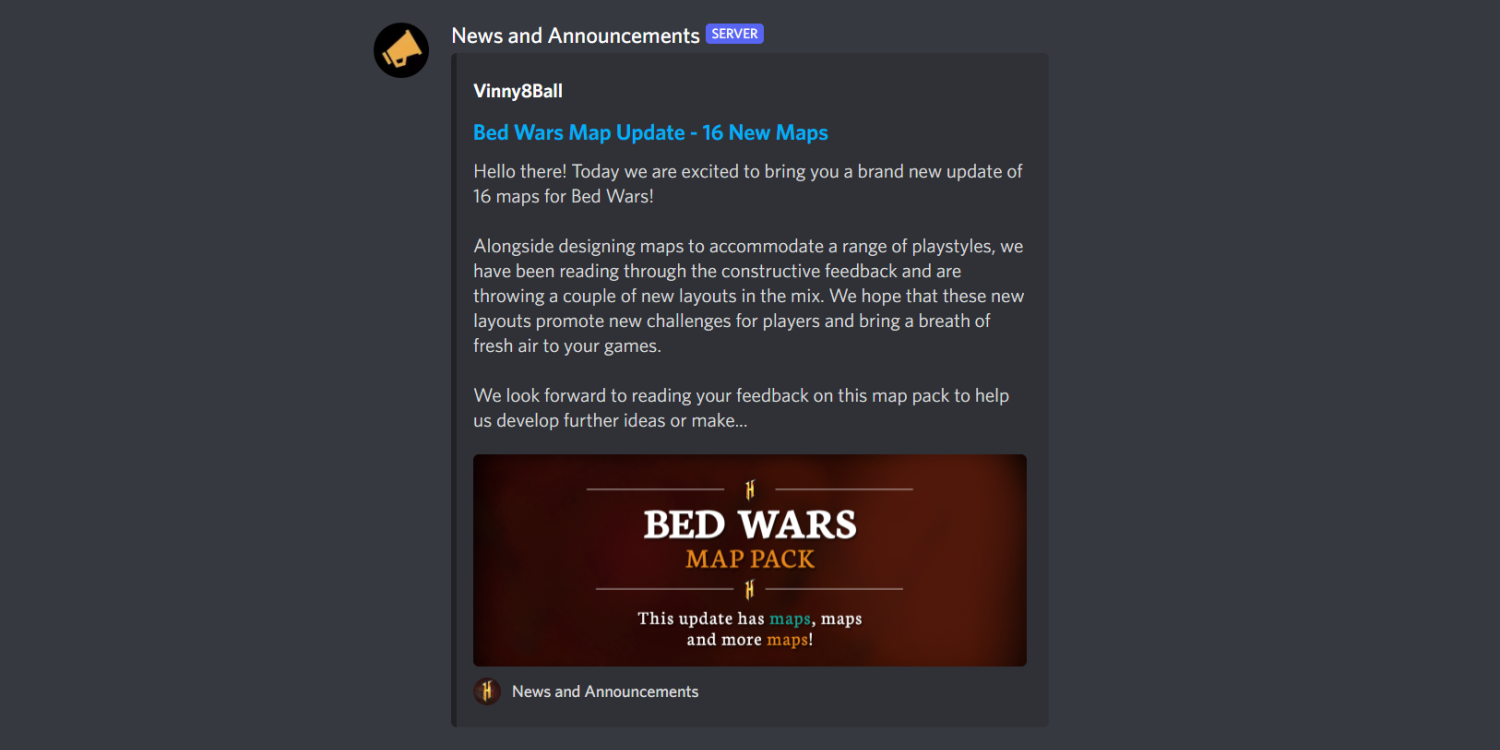 News and Announcements SERVER
Vinny8Ball
Bed Wars Map Update - 16 New Maps
Hello there! Today we are excited to bring you a brand new update of
16 maps for Bed Wars!
Alongside designing maps to accommodate a range of playstyles, we
have been reading through the constructive feedback and are
throwing a couple of new layouts in the mix. We hope that these new
layouts promote new challenges for players and bring a breath of
fresh air to your games.
We look forward to reading your feedback on this map pack to help
us develop further ideas or make...
H
BED WARS
MAP PACK
H
This update has maps, maps
and more maps!
H News and Announcements